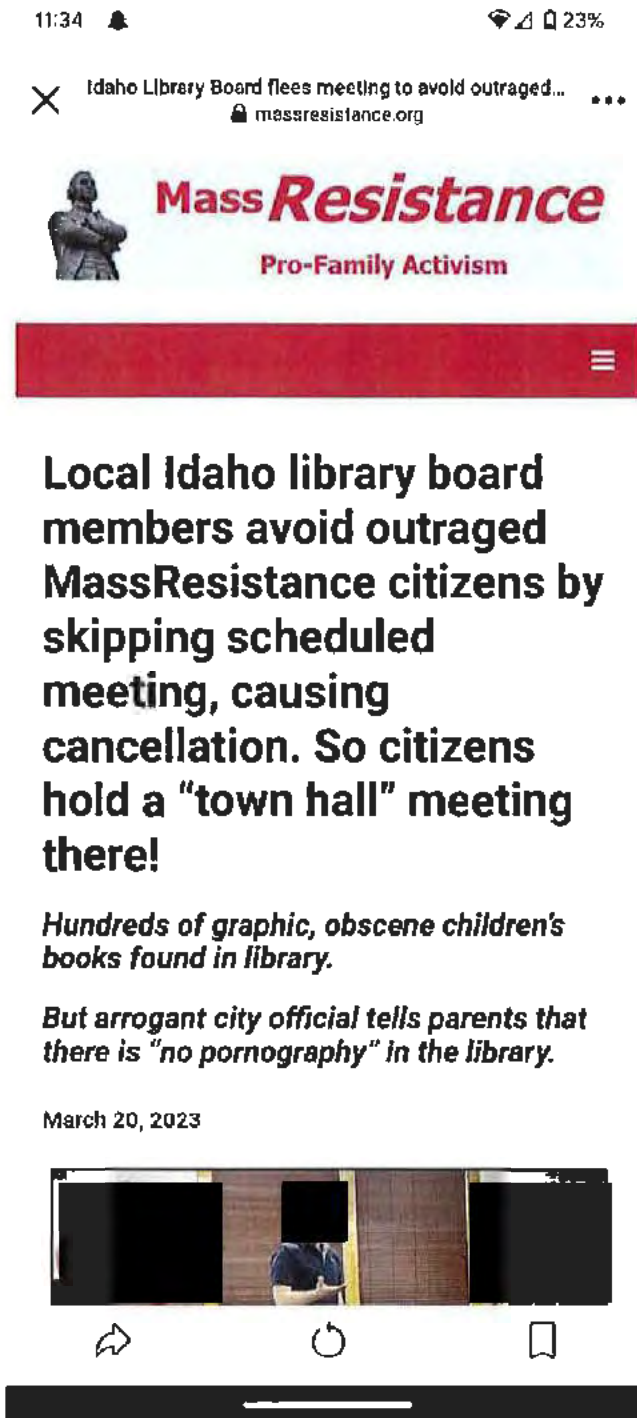 11:34 23%
Idaho Library Board flees meeting to avoid outraged...
massresistance.org
MassResistance
Pro-Family Activism
Local Idaho library board
members avoid outraged
MassResistance citizens by
skipping scheduled
meeting, causing
cancellation. So citizens
hold a “town hall” meeting
there!
Hundreds of graphic, obscene children's
books found in library.
But arrogant city official tells parents that
there is "no pornography" in the library.
March 20, 2023